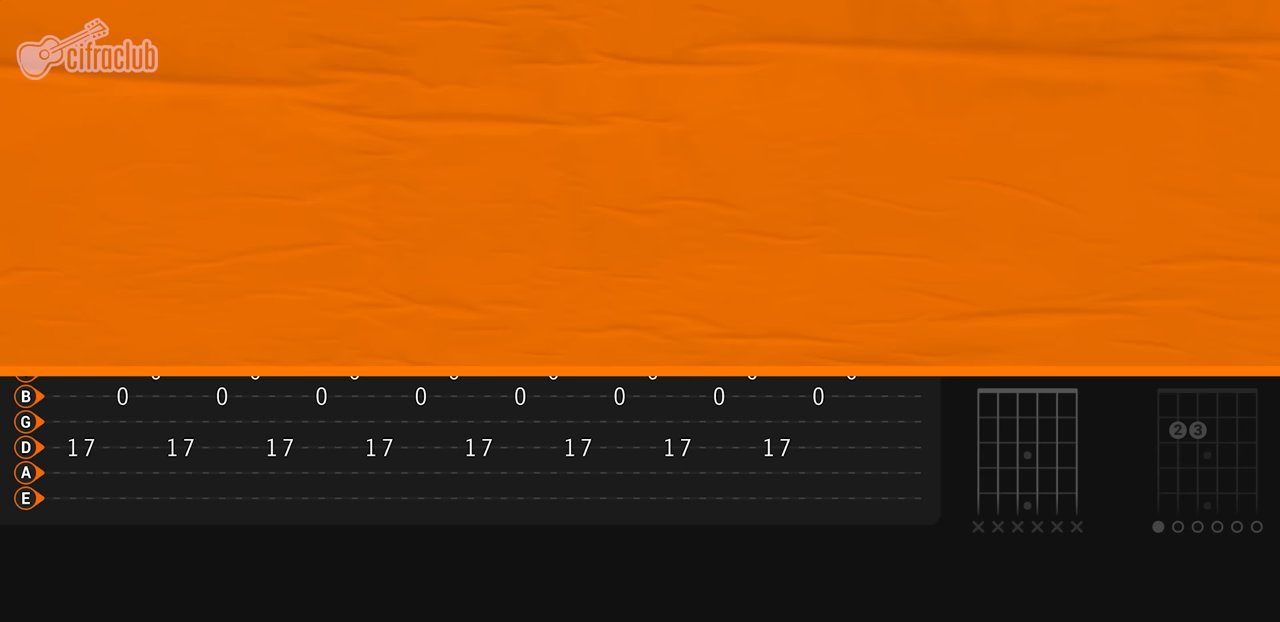 cifraclub
B 0 0 0 0 0 0 0 0
G
D 17 17 17 17 17 17 17 17
A
E
2 3
× × × × × ×